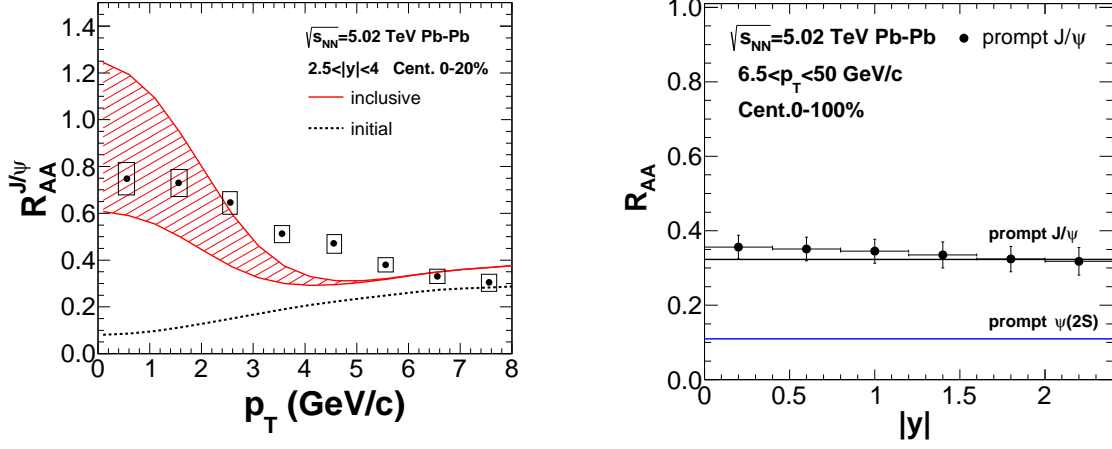 √sNN=5.02 TeV Pb-Pb
2.5<|y|<4 Cent. 0-20%
inclusive
initial
R_AA^J/ψ
1.4
1.2
1.0
0.8
0.6
0.4
0.2
0.0
0 1 2 3 4 5 6 7 8
p_T (GeV/c)
√sNN=5.02 TeV Pb-Pb
prompt J/ψ
6.5<p_T<50 GeV/c
Cent.0-100%
R_AA
1.0
0.8
0.6
0.4
0.2
0.0
prompt J/ψ
prompt ψ(2S)
0 0.5 1 1.5 2
|y|